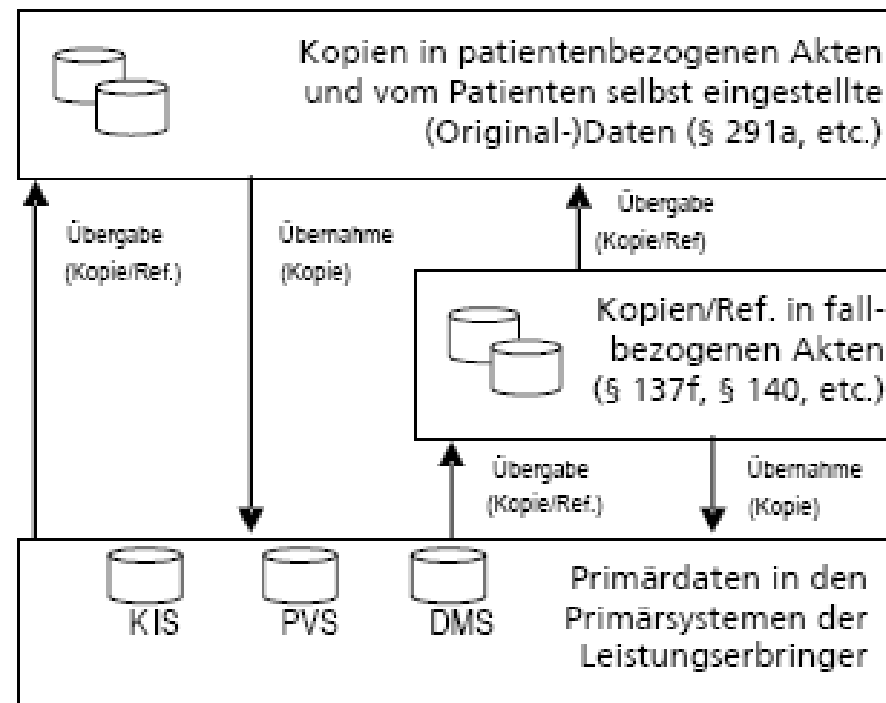 Kopien in patientenbezogenen Akten
und vom Patienten selbst eingestellte
(Original-)Daten (§ 291a, etc.)
Übergabe
(Kopie/Ref.)
Übernahme
(Kopie)
Übergabe
(Kopie/Ref)
Kopien/Ref. in fall-
bezogenen Akten
(§ 137f, § 140, etc.)
Übergabe
(Kopie/Ref.)
Übernahme
(Kopie)
KIS
PVS
DMS
Primärdaten in den
Primärsystemen der
Leistungserbringer